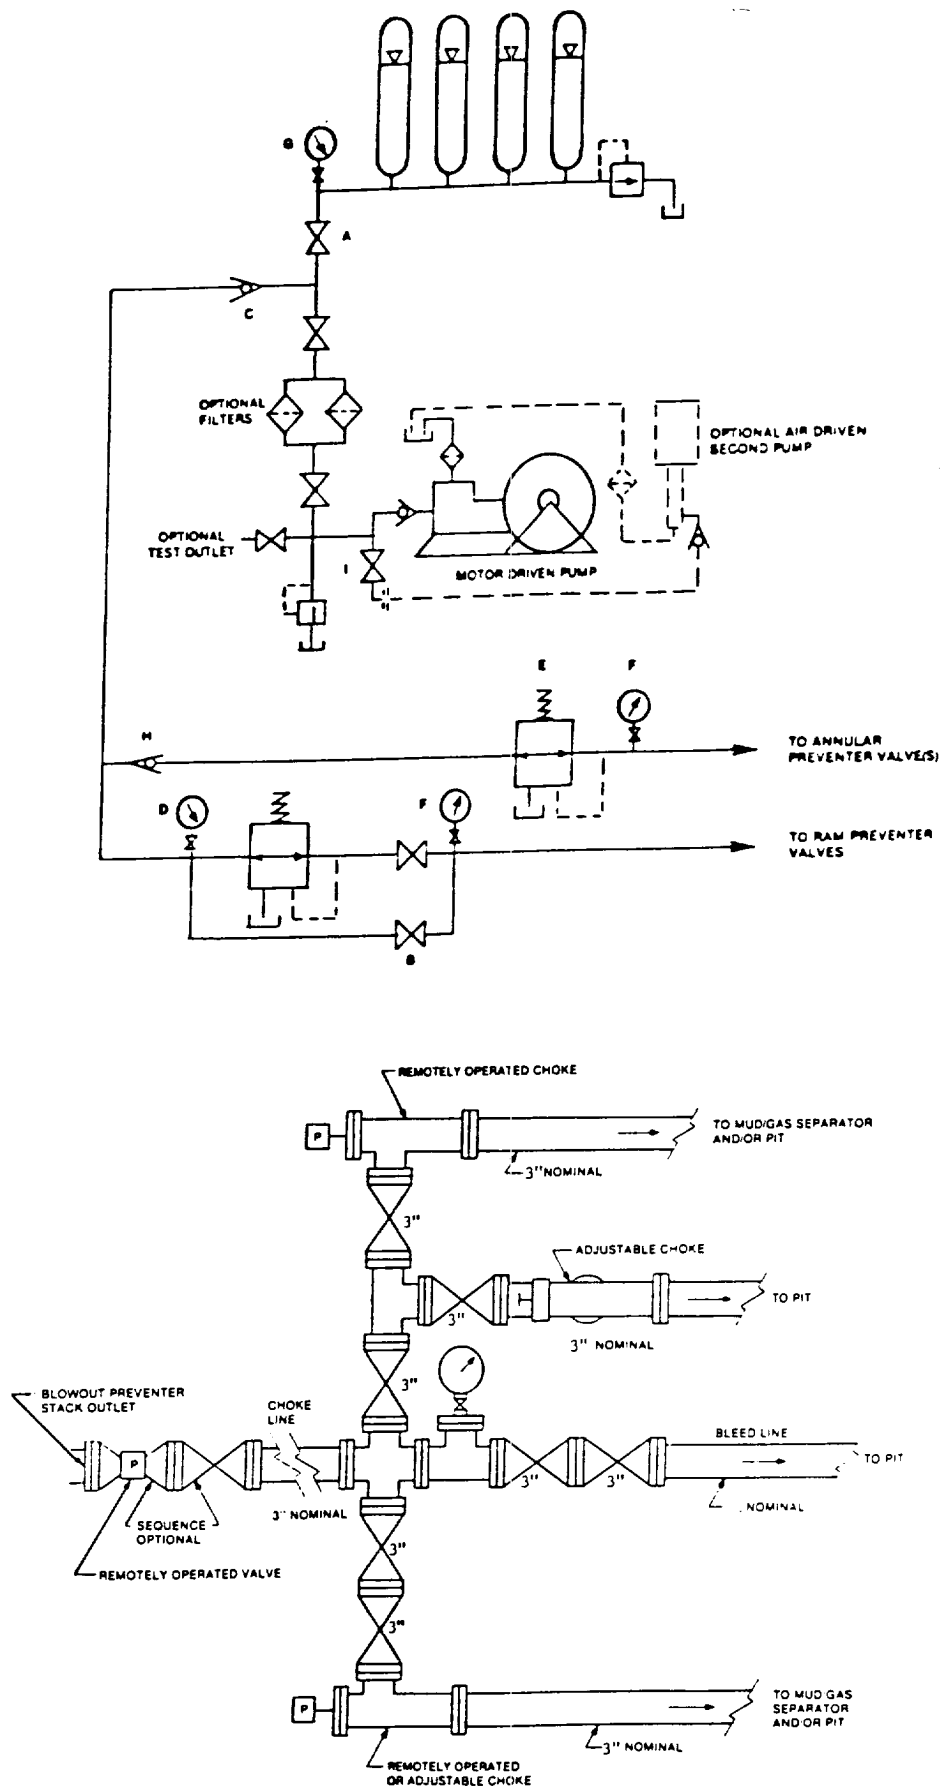 G
A
C
OPTIONAL
FILTERS
OPTIONAL AIR DRIVEN
SECOND PUMP
OPTIONAL
TEST OUTLET
I
MOTOR DRIVEN PUMP
E
F
H
TO ANNULAR
PREVENTER VALVE(S)
D
F
TO RAM PREVENTER
VALVES
B
REMOTELY OPERATED CHOKE
P
TO MUD/GAS SEPARATOR
AND/OR PIT
3" NOMINAL
3"
ADJUSTABLE CHOKE
3"
TO PIT
3" NOMINAL
3"
BLOWOUT PREVENTER
STACK OUTLET
CHOKE
LINE
BLEED LINE
P
3"
3"
TO PIT
3" NOMINAL
NOMINAL
SEQUENCE
OPTIONAL
REMOTELY OPERATED VALVE
3"
3"
P
TO MUD GAS
SEPARATOR
AND/OR PIT
3" NOMINAL
REMOTELY OPERATED
OR ADJUSTABLE CHOKE